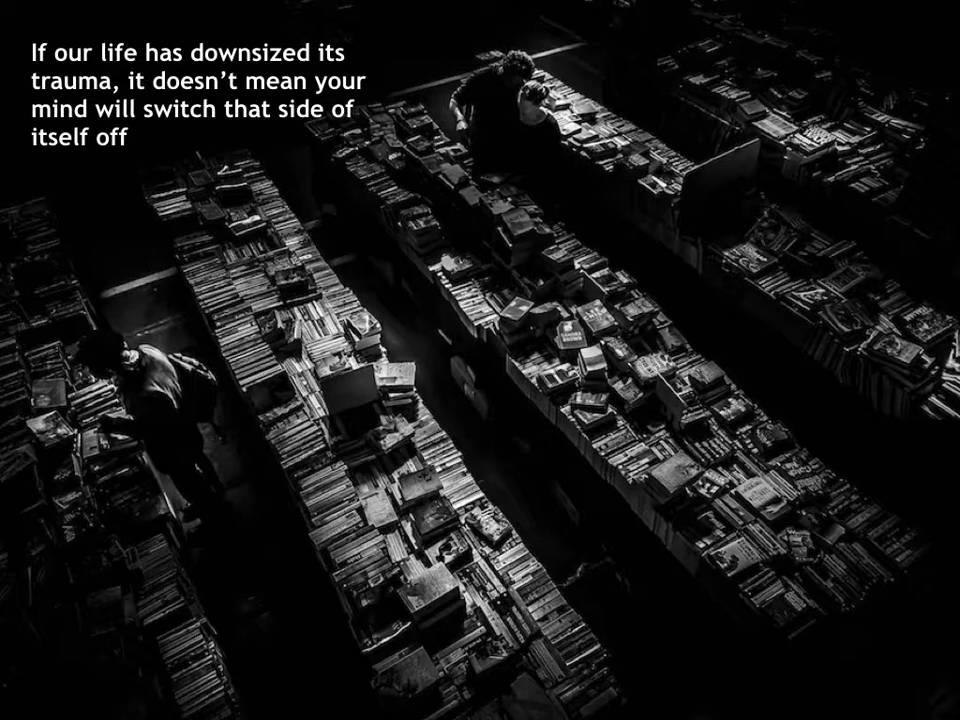 If our life has downsized its
trauma, it doesn’t mean your
mind will switch that side of
itself off